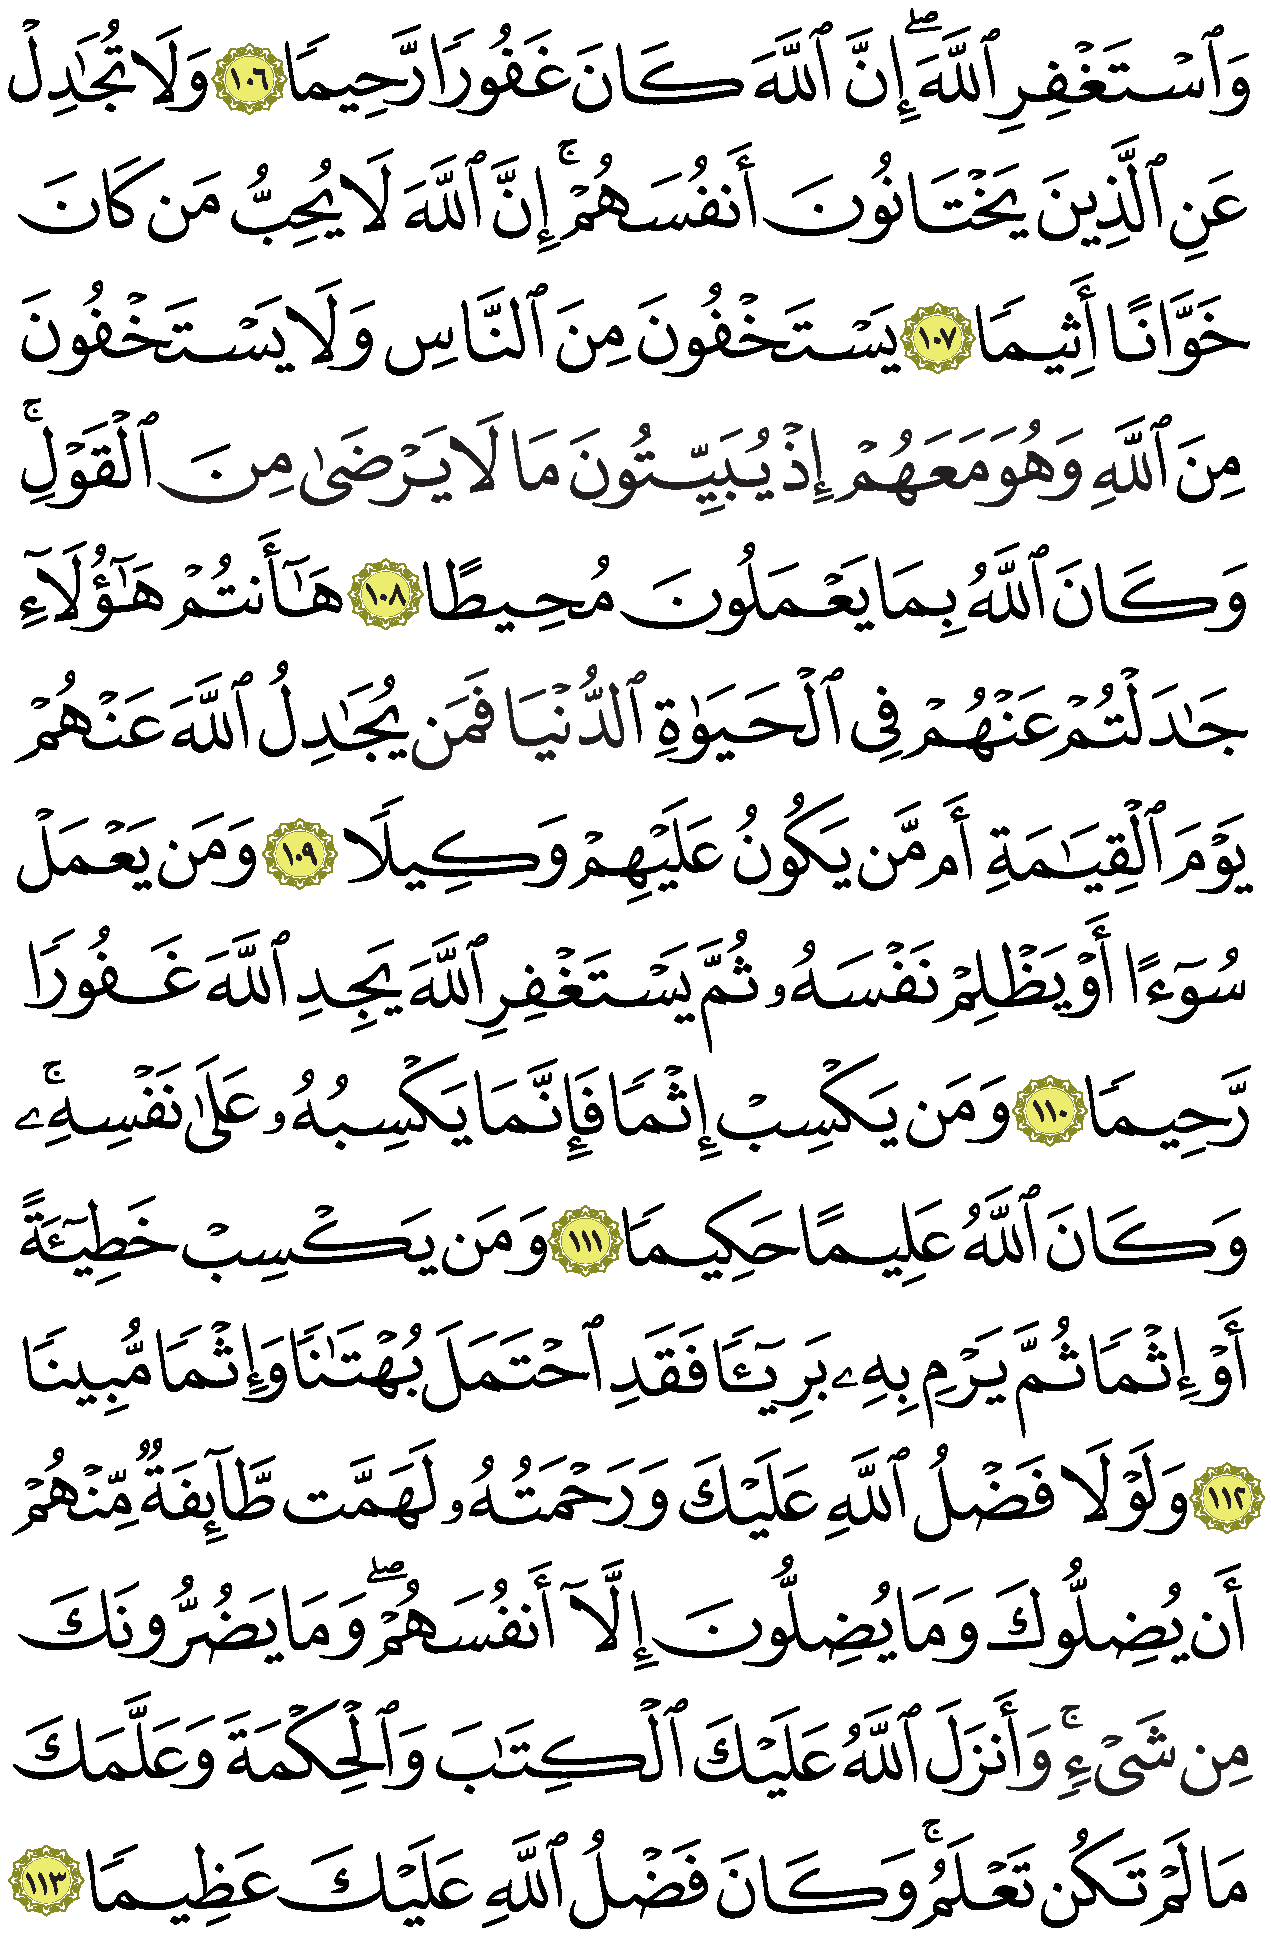 وَٱسْتَغْفِرِ ٱللَّهَ ۖ إِنَّ ٱللَّهَ كَانَ غَفُورًا رَّحِيمًا ١٠٦ وَلَا تُجَٰدِلْ
عَنِ ٱلَّذِينَ يَخْتَانُونَ أَنفُسَهُمْ ۚ إِنَّ ٱللَّهَ لَا يُحِبُّ مَن كَانَ
خَوَّانًا أَثِيمًا ١٠٧ يَسْتَخْفُونَ مِنَ ٱلنَّاسِ وَلَا يَسْتَخْفُونَ
مِنَ ٱللَّهِ وَهُوَ مَعَهُمْ إِذْ يُبَيِّتُونَ مَا لَا يَرْضَىٰ مِنَ ٱلْقَوْلِ ۚ
وَكَانَ ٱللَّهُ بِمَا يَعْمَلُونَ مُحِيطًا ١٠٨ هَٰٓأَنتُمْ هَٰٓؤُلَآءِ
جَٰدَلْتُمْ عَنْهُمْ فِى ٱلْحَيَوٰةِ ٱلدُّنْيَا فَمَن يُجَٰدِلُ ٱللَّهَ عَنْهُمْ
يَوْمَ ٱلْقِيَٰمَةِ أَم مَّن يَكُونُ عَلَيْهِمْ وَكِيلًا ١٠٩ وَمَن يَعْمَلْ
سُوٓءًا أَوْ يَظْلِمْ نَفْسَهُۥ ثُمَّ يَسْتَغْفِرِ ٱللَّهَ يَجِدِ ٱللَّهَ غَفُورًا
رَّحِيمًا ١١٠ وَمَن يَكْسِبْ إِثْمًا فَإِنَّمَا يَكْسِبُهُۥ عَلَىٰ نَفْسِهِۦ ۚ
وَكَانَ ٱللَّهُ عَلِيمًا حَكِيمًا ١١١ وَمَن يَكْسِبْ خَطِيٓـَٔةً
أَوْ إِثْمًا ثُمَّ يَرْمِ بِهِۦ بَرِيٓـًٔا فَقَدِ ٱحْتَمَلَ بُهْتَٰنًا وَإِثْمًا مُّبِينًا
١١٢ وَلَوْلَا فَضْلُ ٱللَّهِ عَلَيْكَ وَرَحْمَتُهُۥ لَهَمَّت طَّآئِفَةٌ مِّنْهُمْ
أَن يُضِلُّوكَ وَمَا يُضِلُّونَ إِلَّآ أَنفُسَهُمْ ۖ وَمَا يَضُرُّونَكَ
مِن شَىْءٍ ۚ وَأَنزَلَ ٱللَّهُ عَلَيْكَ ٱلْكِتَٰبَ وَٱلْحِكْمَةَ وَعَلَّمَكَ
مَا لَمْ تَكُن تَعْلَمُ ۚ وَكَانَ فَضْلُ ٱللَّهِ عَلَيْكَ عَظِيمًا ١١٣